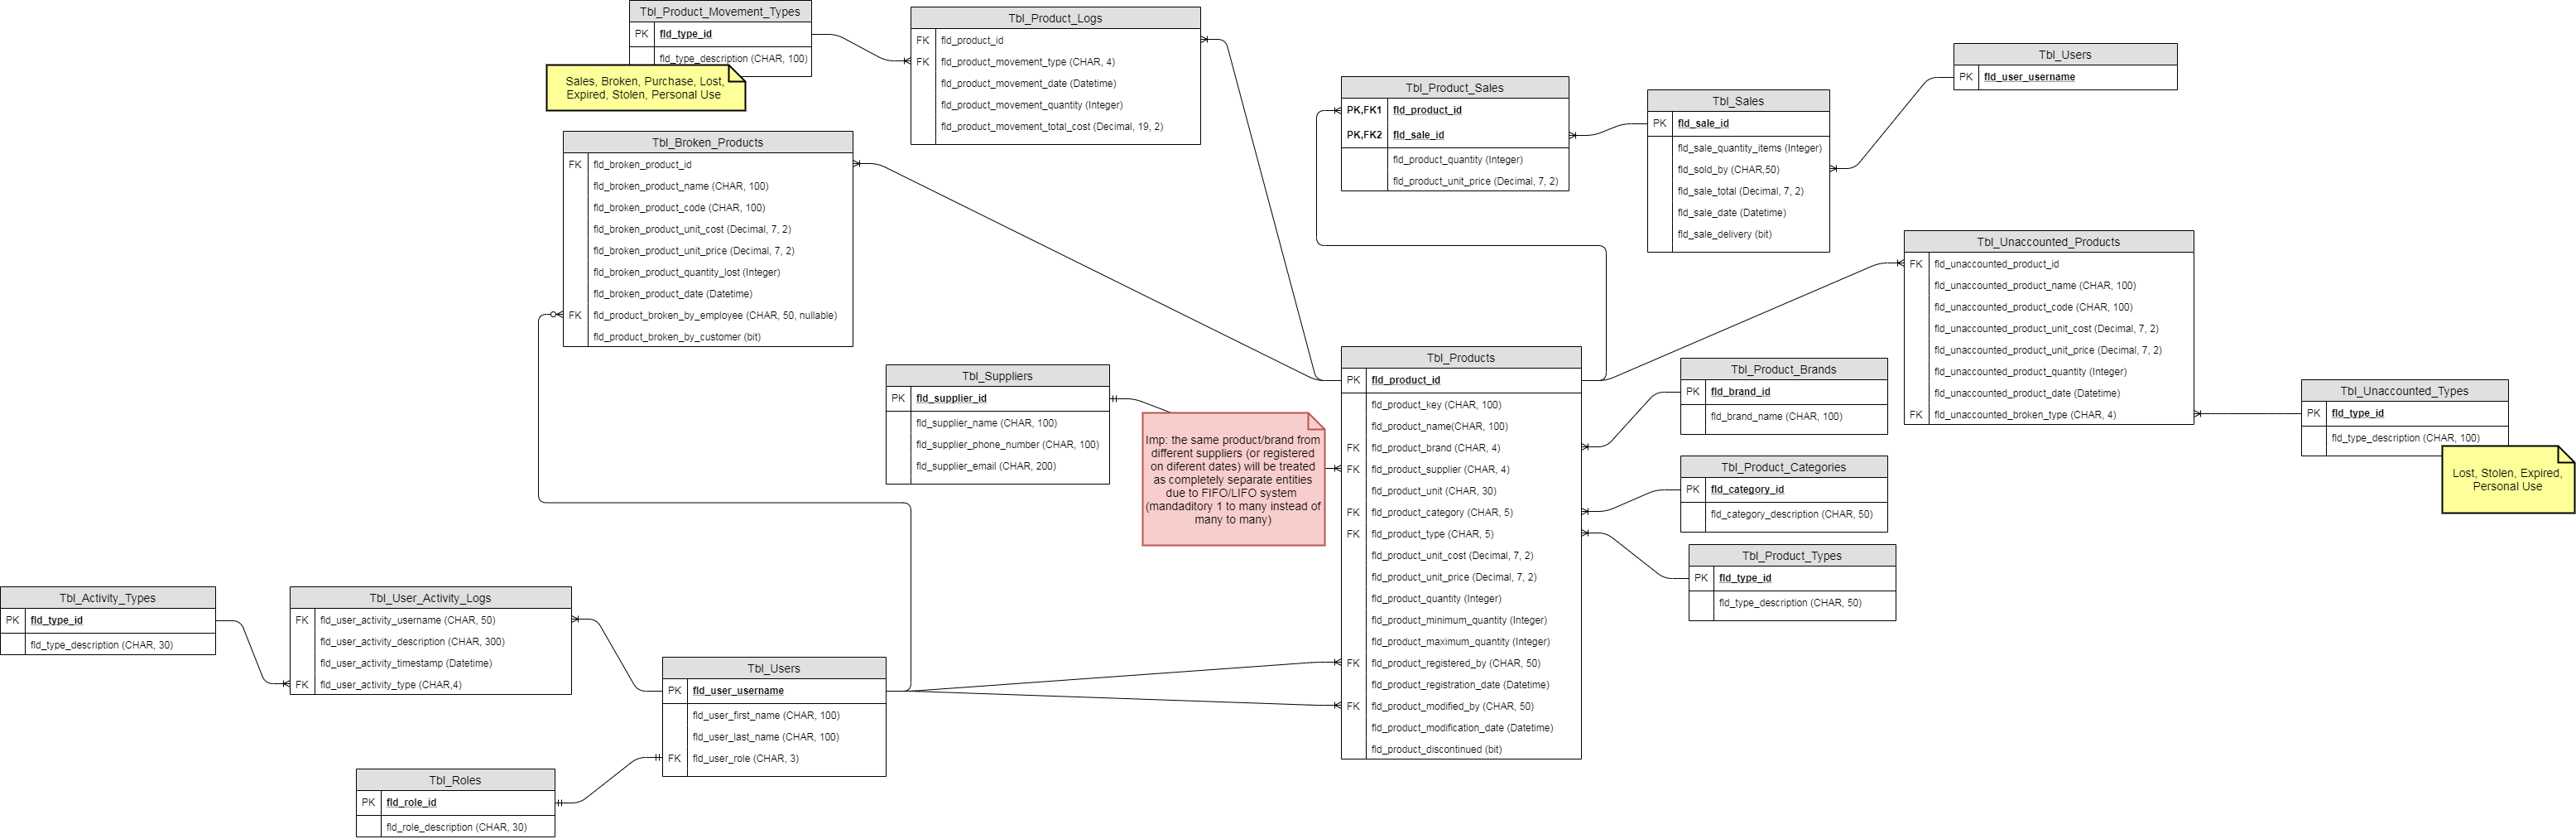 Tbl_Product_Movement_Types
PK fld_type_id
fld_type_description (CHAR, 100)
Sales, Broken, Purchase, Lost,
Expired, Stolen, Personal Use
Tbl_Product_Logs
FK fld_product_id
FK fld_product_movement_type (CHAR, 4)
fld_product_movement_date (Datetime)
fld_product_movement_quantity (Integer)
fld_product_movement_total_cost (Decimal, 19, 2)
Tbl_Product_Sales
PK,FK1 fld_product_id
PK,FK2 fld_sale_id
fld_product_quantity (Integer)
fld_product_unit_price (Decimal, 7, 2)
Tbl_Sales
PK fld_sale_id
fld_sale_quantity_items (Integer)
fld_sold_by (CHAR,50)
fld_sale_total (Decimal, 7, 2)
fld_sale_date (Datetime)
fld_sale_delivery (bit)
Tbl_Users
PK fld_user_username
Tbl_Broken_Products
FK fld_broken_product_id
fld_broken_product_name (CHAR, 100)
fld_broken_product_code (CHAR, 100)
fld_broken_product_unit_cost (Decimal, 7, 2)
fld_broken_product_unit_price (Decimal, 7, 2)
fld_broken_product_quantity_lost (Integer)
fld_broken_product_date (Datetime)
FK fld_product_broken_by_employee (CHAR, 50, nullable)
fld_product_broken_by_customer (bit)
Tbl_Unaccounted_Products
FK fld_unaccounted_product_id
fld_unaccounted_product_name (CHAR, 100)
fld_unaccounted_product_code (CHAR, 100)
fld_unaccounted_product_unit_cost (Decimal, 7, 2)
fld_unaccounted_product_unit_price (Decimal, 7, 2)
fld_unaccounted_product_quantity (Integer)
fld_unaccounted_product_date (Datetime)
FK fld_unaccounted_broken_type (CHAR, 4)
Tbl_Unaccounted_Types
PK fld_type_id
fld_type_description (CHAR, 100)
Lost, Stolen, Expired,
Personal Use
Tbl_Suppliers
PK fld_supplier_id
fld_supplier_name (CHAR, 100)
fld_supplier_phone_number (CHAR, 100)
fld_supplier_email (CHAR, 200)
Imp: the same product/brand from
different suppliers (or registered
on diferent dates) will be treated
as completely separate entities
due to FIFO/LIFO system
(mandaditory 1 to many instead of
many to many)
Tbl_Products
PK fld_product_id
fld_product_key (CHAR, 100)
fld_product_name(CHAR, 100)
FK fld_product_brand (CHAR, 4)
FK fld_product_supplier (CHAR, 4)
fld_product_unit (CHAR, 30)
FK fld_product_category (CHAR, 5)
FK fld_product_type (CHAR, 5)
fld_product_unit_cost (Decimal, 7, 2)
fld_product_unit_price (Decimal, 7, 2)
fld_product_quantity (Integer)
fld_product_minimum_quantity (Integer)
fld_product_maximum_quantity (Integer)
FK fld_product_registered_by (CHAR, 50)
fld_product_registration_date (Datetime)
FK fld_product_modified_by (CHAR, 50)
fld_product_modification_date (Datetime)
fld_product_discontinued (bit)
Tbl_Product_Brands
PK fld_brand_id
fld_brand_name (CHAR, 100)
Tbl_Product_Categories
PK fld_category_id
fld_category_description (CHAR, 50)
Tbl_Product_Types
PK fld_type_id
fld_type_description (CHAR, 50)
Tbl_Activity_Types
PK fld_type_id
fld_type_description (CHAR, 30)
Tbl_User_Activity_Logs
FK fld_user_activity_username (CHAR, 50)
fld_user_activity_description (CHAR, 300)
fld_user_activity_timestamp (Datetime)
FK fld_user_activity_type (CHAR,4)
Tbl_Users
PK fld_user_username
fld_user_first_name (CHAR, 100)
fld_user_last_name (CHAR, 100)
FK fld_user_role (CHAR, 3)
Tbl_Roles
PK fld_role_id
fld_role_description (CHAR, 30)